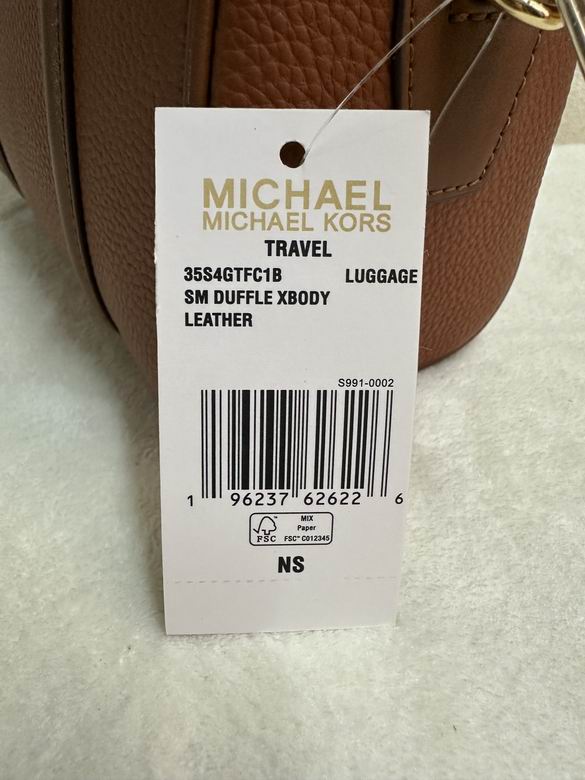 MICHAEL
MICHAEL KORS
TRAVEL
35S4GTFC1B LUGGAGE
SM DUFFLE XBODY
LEATHER
S991-0002
1 96237 62622 6
FSC™
MIX
Paper
FSC™ C012345
NS